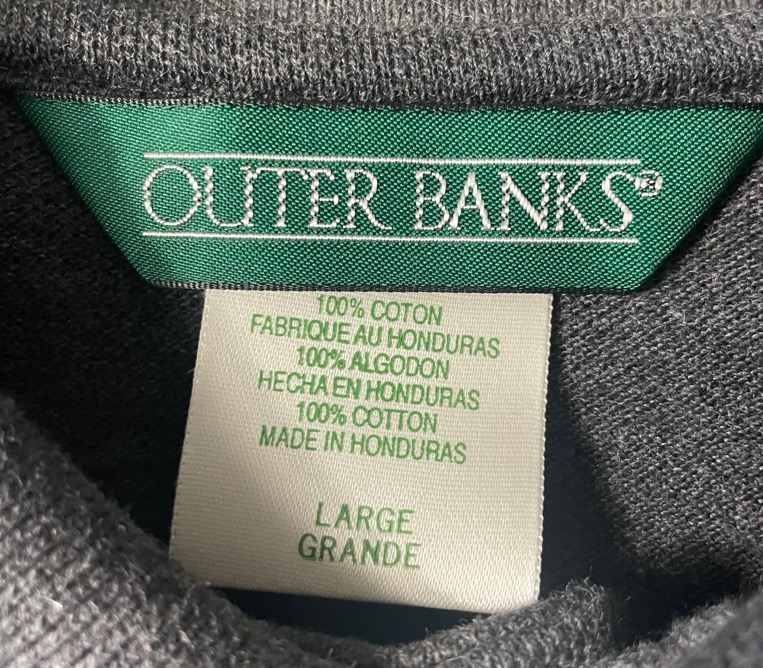 OUTER BANKS®
100% COTON
FABRIQUE AU HONDURAS
100% ALGODON
HECHA EN HONDURAS
100% COTTON
MADE IN HONDURAS
LARGE
GRANDE